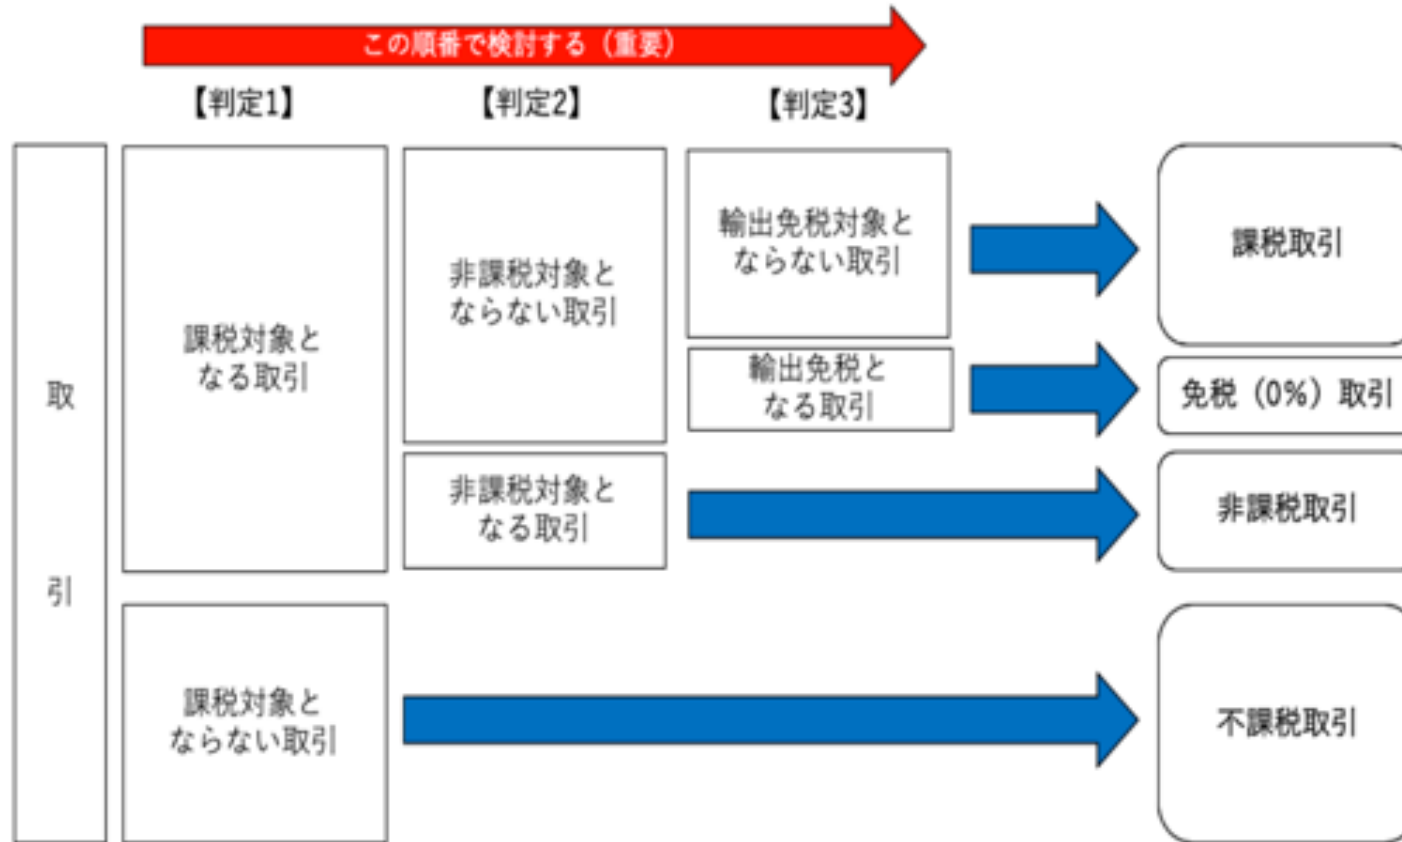 この順番で検討する（重要）
【判定1】
【判定2】
【判定3】
取
引
課税対象と
なる取引
非課税対象と
ならない取引
輸出免税対象と
ならない取引
課税取引
輸出免税と
なる取引
免税（0%）取引
非課税対象と
なる取引
非課税取引
課税対象と
ならない取引
不課税取引